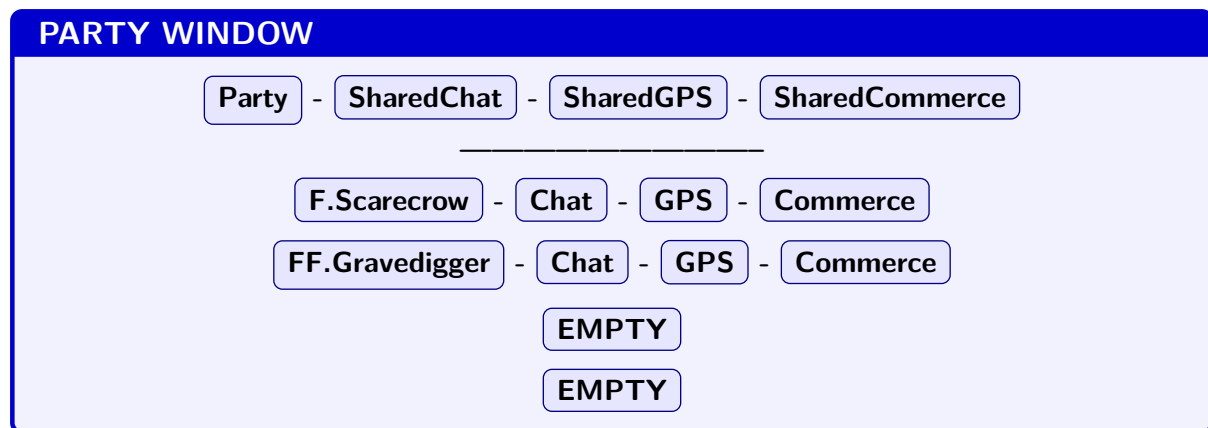 PARTY WINDOW
Party - SharedChat - SharedGPS - SharedCommerce
F.Scarecrow - Chat - GPS - Commerce
FF.Gravedigger - Chat - GPS - Commerce
EMPTY
EMPTY